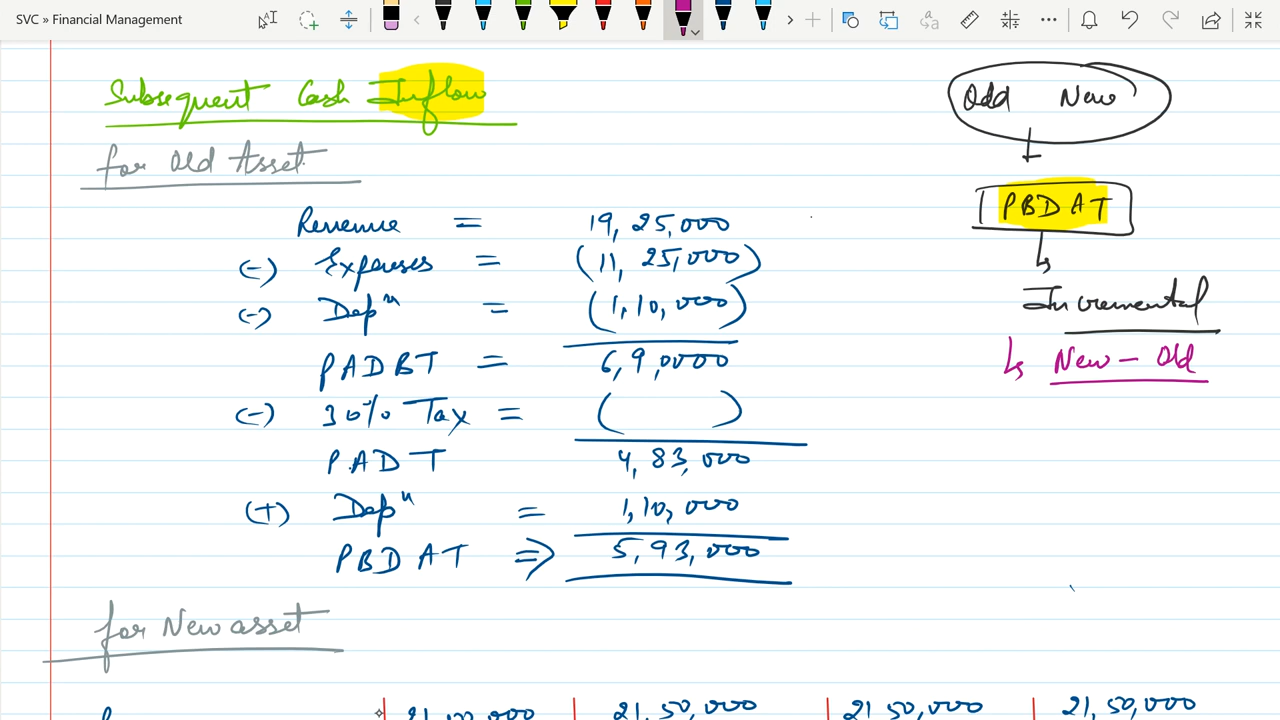 SVC » Financial Management
Subsequent Cash Inflow
for Old Asset
Revenue = 19,25,000
(-) Expenses = (11,25,000)
(-) Depn = (1,10,000)
PADBT = 6,9,0000
(-) 30% Tax = ( )
P.ADT 4,83,000
(+) Depn = 1,10,000
PBDAT ⇒ 5,93,000
for New asset
21,50,000 21,50,000 21,50,000
Odd New
PBDAT
Incremental
↳ New - Old